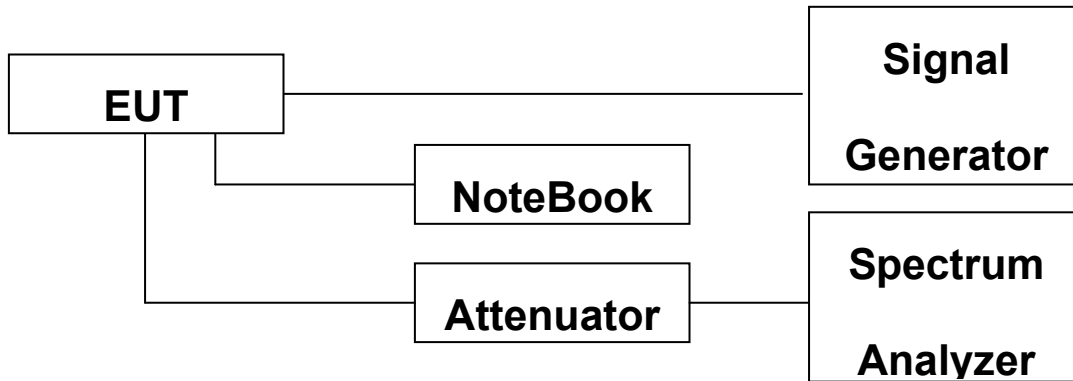 EUT
Signal
Generator
NoteBook
Attenuator
Spectrum
Analyzer